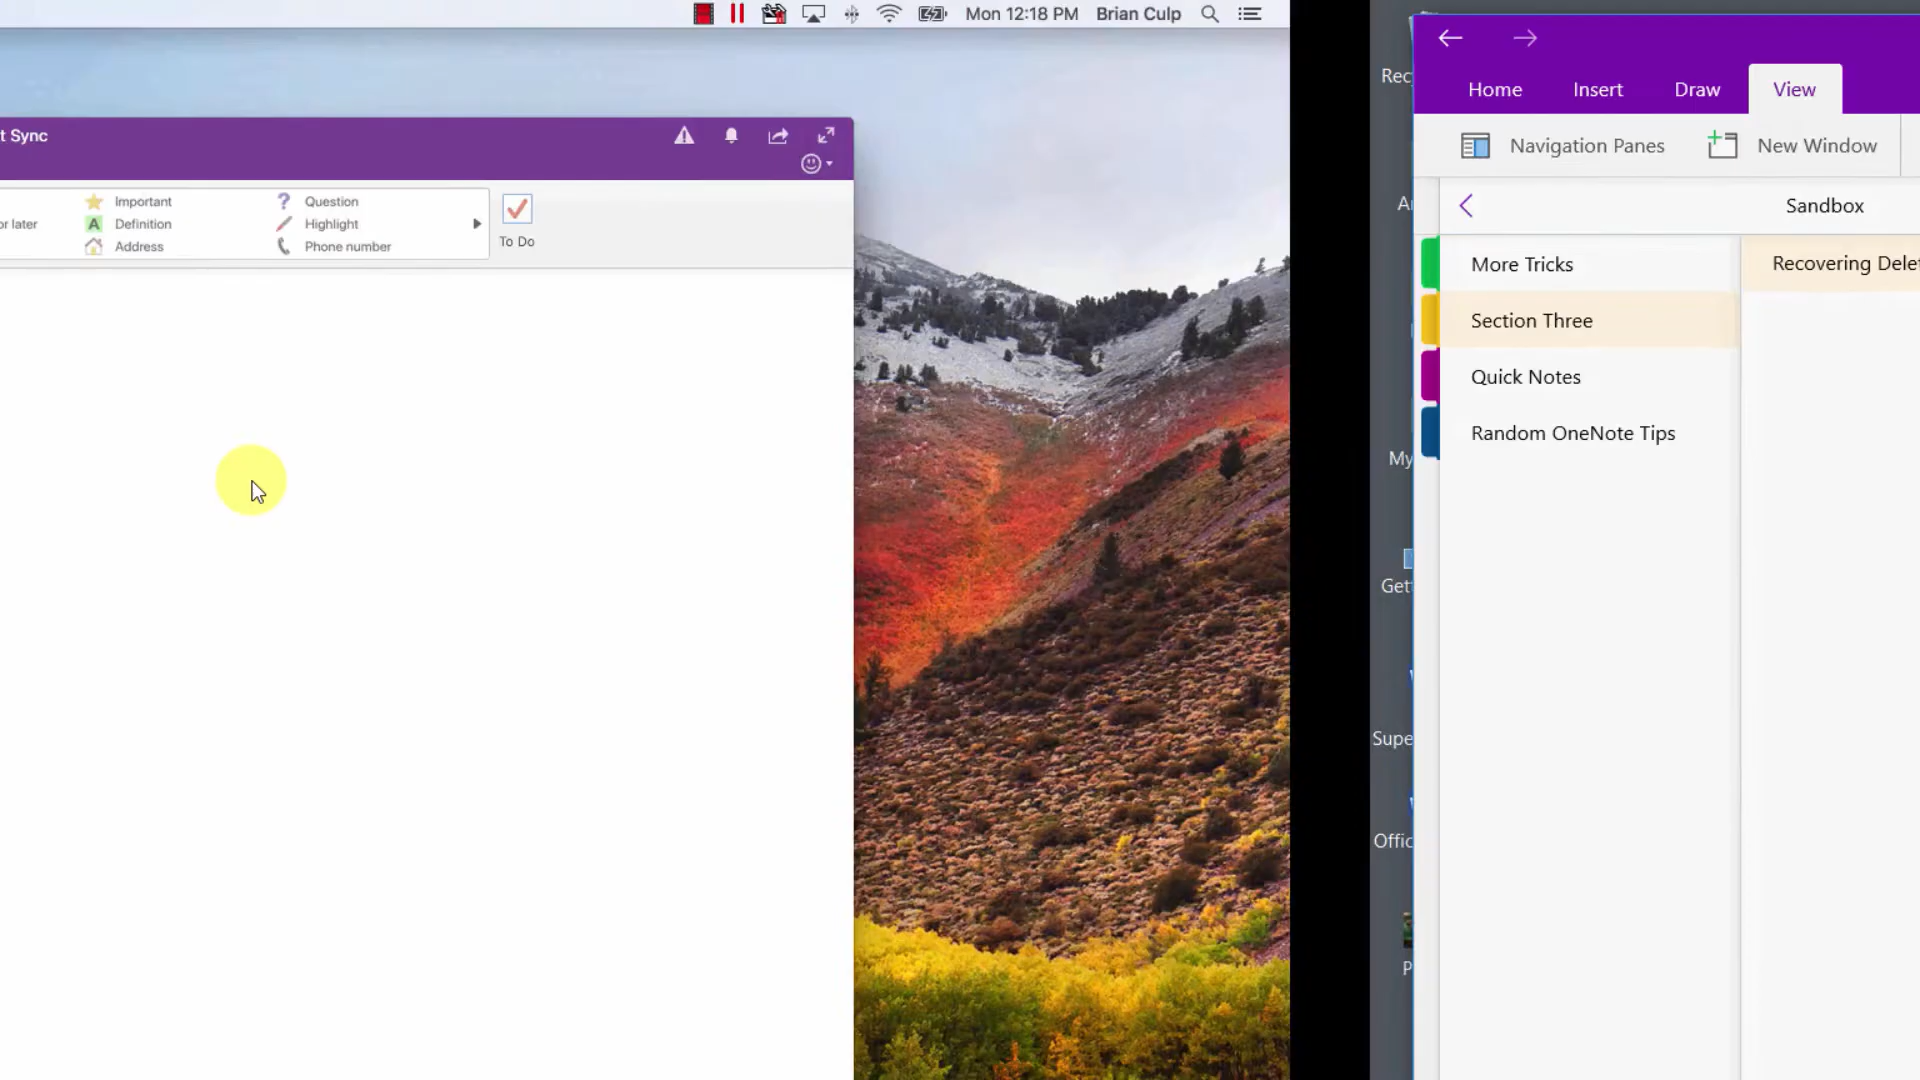 Mon 12:18 PM Brian Culp
t Sync
Important
Question
or later
Definition
Highlight
Address
Phone number
To Do
Rec
A
My
Get
Supe
Offic
P
Home Insert Draw View
Navigation Panes New Window
Sandbox
More Tricks
Section Three
Quick Notes
Random OneNote Tips
Recovering Delet